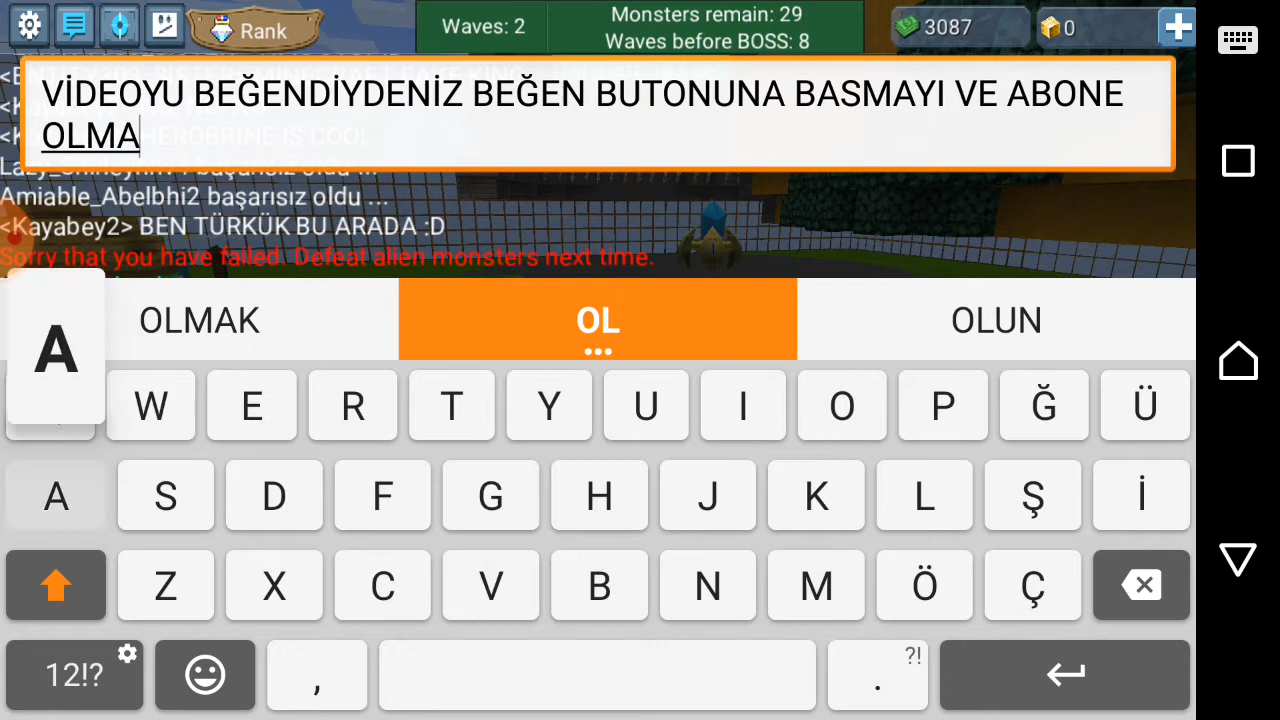 Rank
Waves: 2
Monsters remain: 29
Waves before BOSS: 8
3087
0
VİDEOYU BEĞENDİYDENİZ BEĞEN BUTONUNA BASMAYI VE ABONE
OLMA
HEROBRINE IS COOL
başarısız oldu ...
Amiable_Abelbhi2 başarısız oldu ...
<Kayabey2> BEN TÜRKÜK BU ARADA :D
Sorry that you have failed. Defeat alien monsters next time.
A
OLMAK OL OLUN
W E R T Y U I O P Ğ Ü
A S D F G H J K L Ş İ
Z X C V B N M Ö Ç
12!? , . ?!